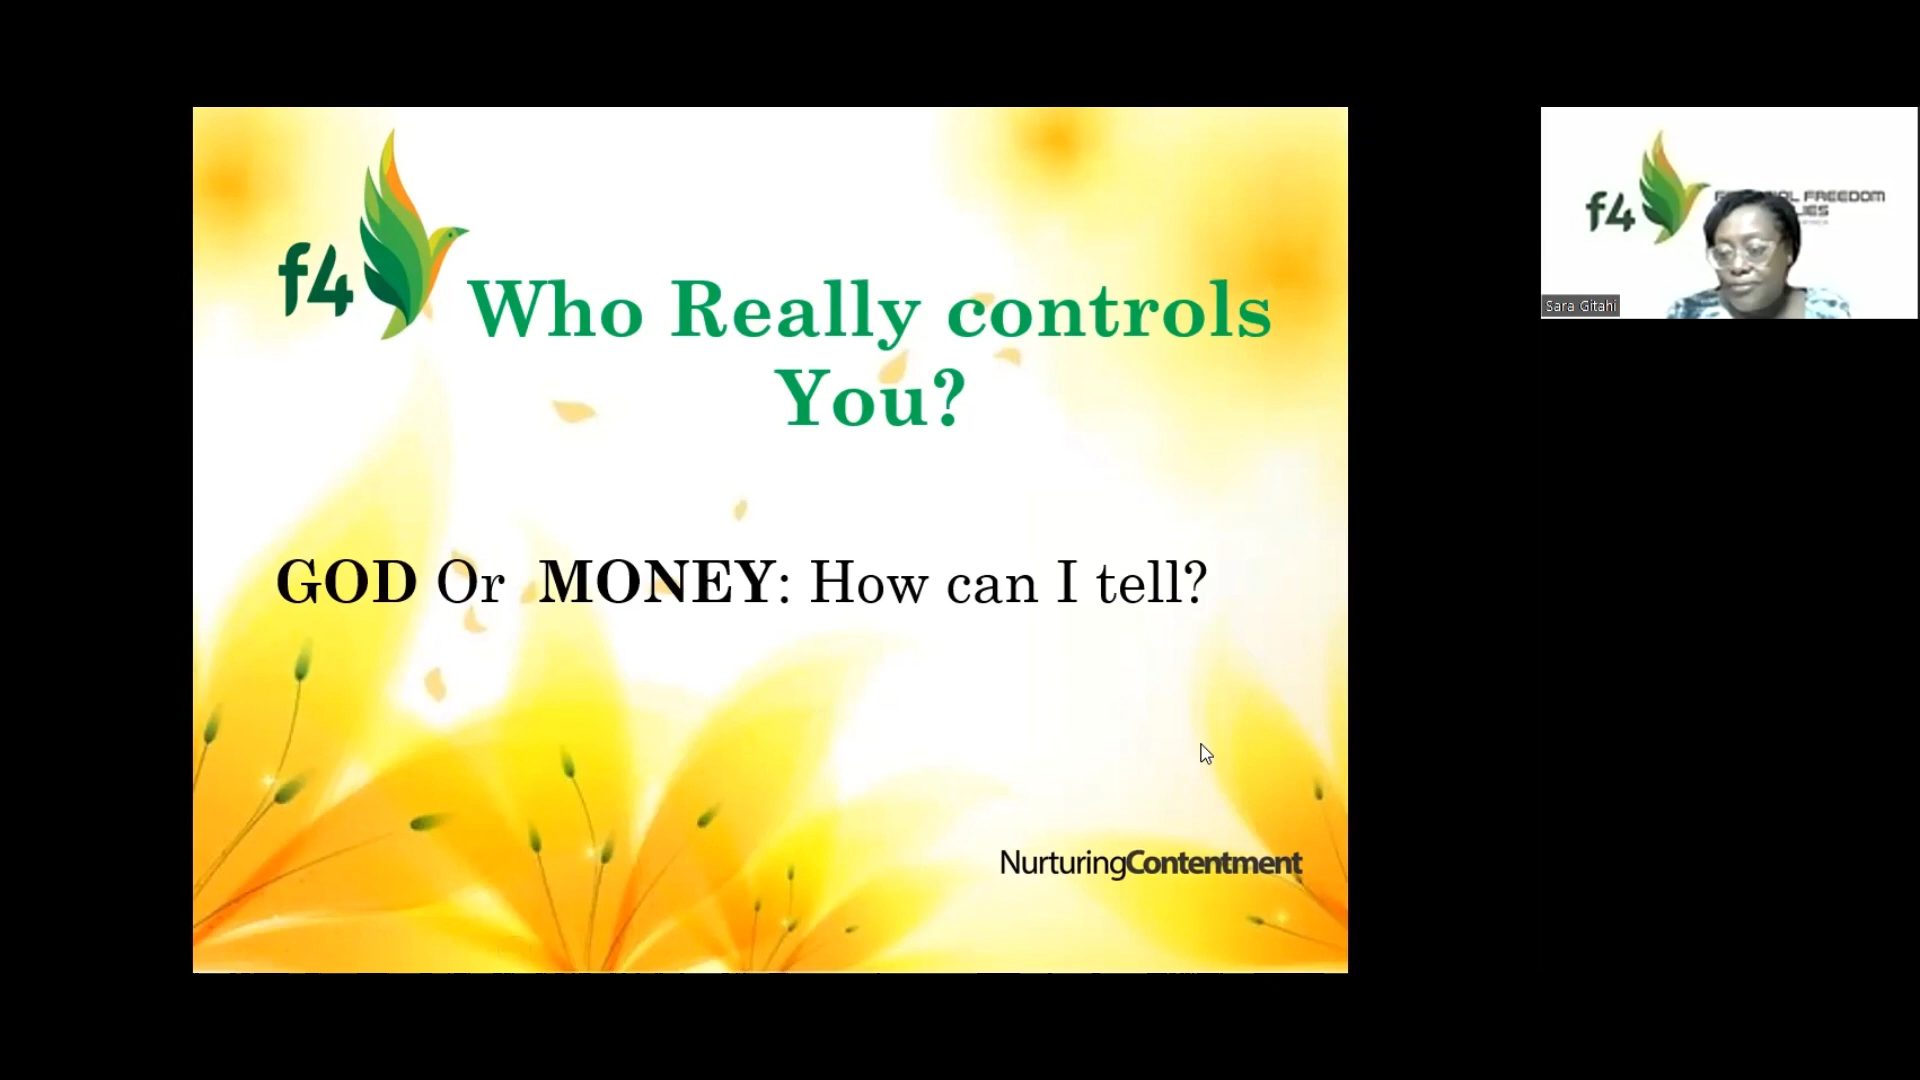 f4
Who Really controls
You?
GOD Or MONEY: How can I tell?
NurturingContentment
f4
FREEDOM
Sara Gitahi